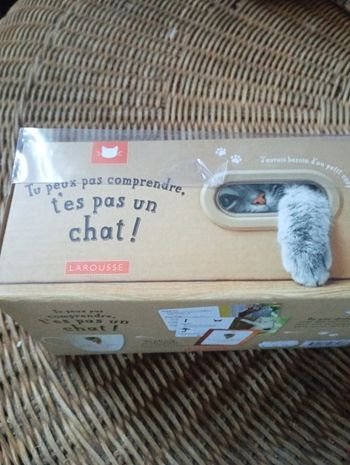 Tu peux pas comprendre,
t'es pas un
chat!
J'aurais besoin d'un petit
LAROUSSE
Tu peux pas
comprendre,
t'es pas un
chat!